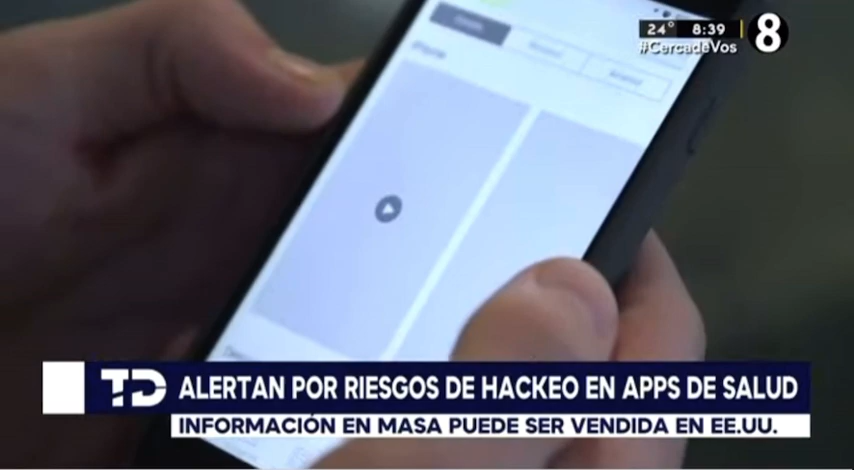 24° 8:39 8
#CercadeVos
iPhone
TD ALERTAN POR RIESGOS DE HACKEO EN APPS DE SALUD
INFORMACIÓN EN MASA PUEDE SER VENDIDA EN EE.UU.